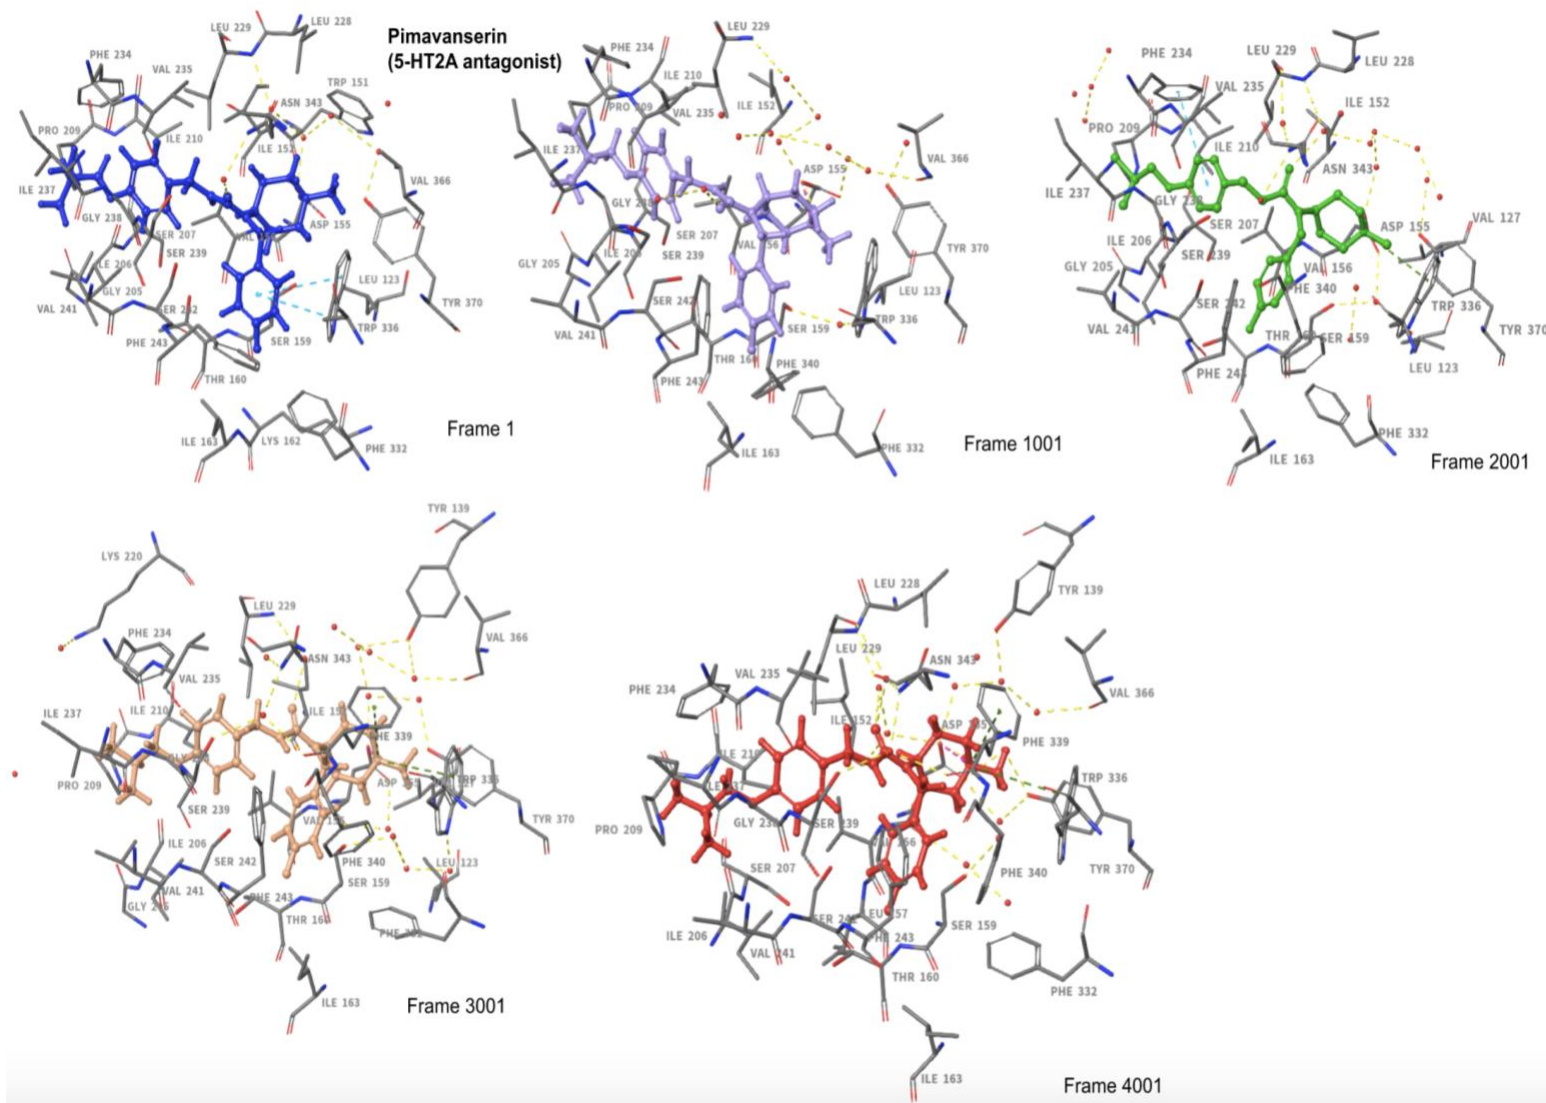 Pimavanserin
(5-HT2A antagonist)
LEU 229
LEU 228
PHE 234
VAL 235
TRP 151
ASN 343
PRO 209
ILE 210
ILE 152
ILE 237
VAL 366
GLY 238
ASP 155
SER 207
SER 239
ILE 206
GLY 205
LEU 123
VAL 241
SER 242
TRP 336
TYR 370
PHE 243
SER 159
THR 160
ILE 163
LYS 162
PHE 332
Frame 1
LEU 229
PHE 234
ILE 210
PRO 209
VAL 235
ILE 152
ILE 237
ASP 155
VAL 366
SER 207
VAL 156
SER 239
TYR 370
GLY 205
LEU 123
SER 242
VAL 241
SER 159
TRP 336
PHE 243
PHE 340
ILE 163
PHE 332
Frame 1001
PHE 234
LEU 229
LEU 228
VAL 235
ILE 152
PRO 209
ILE 210
ASN 343
ILE 237
SER 207
ASP 155
VAL 127
ILE 206
SER 239
GLY 205
VAL 156
SER 242
TRP 336
VAL 241
TYR 370
SER 159
PHE 243
LEU 123
PHE 332
ILE 163
Frame 2001
TYR 139
LYS 220
LEU 229
PHE 234
VAL 366
ASN 343
VAL 235
ILE 237
ILE 210
PHE 339
PRO 209
SER 239
TYR 370
ILE 206
SER 242
PHE 340
LEU 123
VAL 241
SER 159
PHE 243
ILE 163
Frame 3001
LEU 228
TYR 139
LEU 229
ASN 343
VAL 235
PHE 234
VAL 366
ILE 152
PHE 339
TRP 336
PRO 209
SER 239
SER 207
PHE 340
TYR 370
SER 159
ILE 206
VAL 241
THR 160
PHE 332
ILE 163
Frame 4001